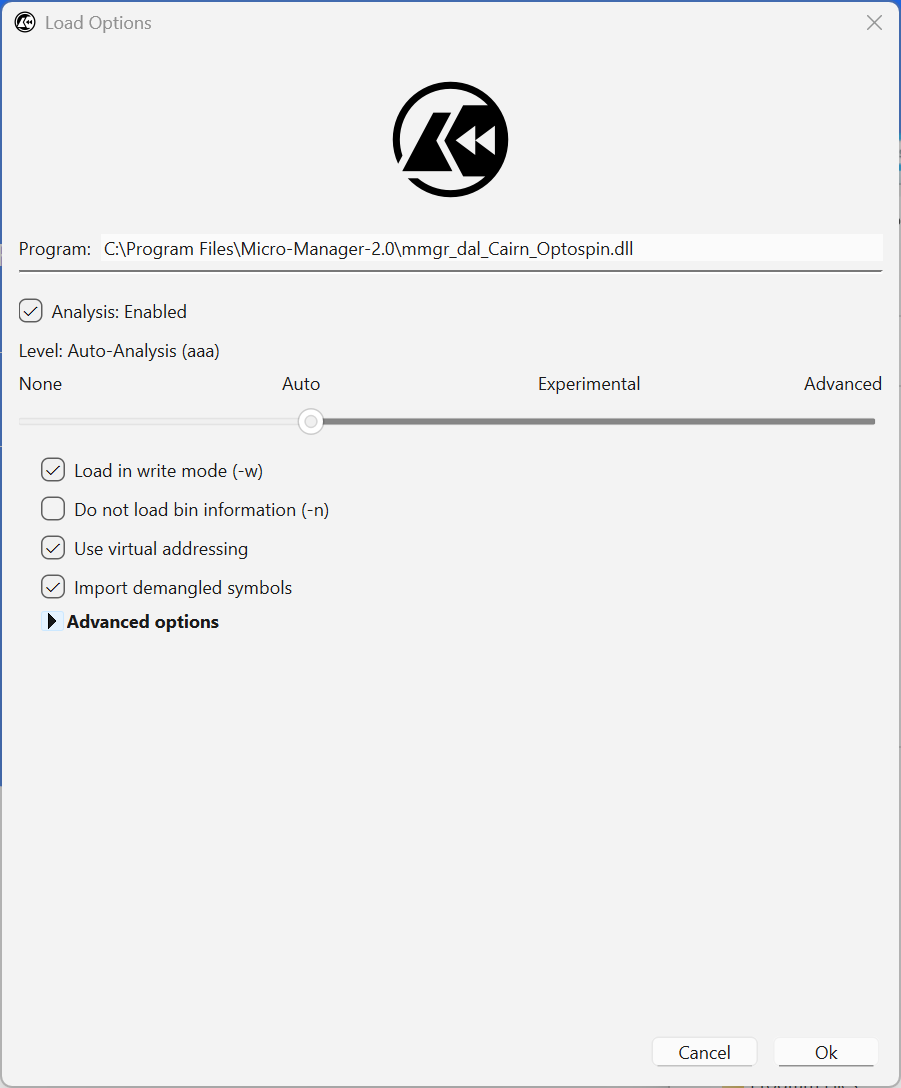 Load Options
Program: C:\Program Files\Micro-Manager-2.0\mmgr_dal_Cairn_Optospin.dll
Analysis: Enabled
Level: Auto-Analysis (aaa)
None Auto Experimental Advanced
Load in write mode (-w)
Do not load bin information (-n)
Use virtual addressing
Import demangled symbols
Advanced options
Cancel Ok